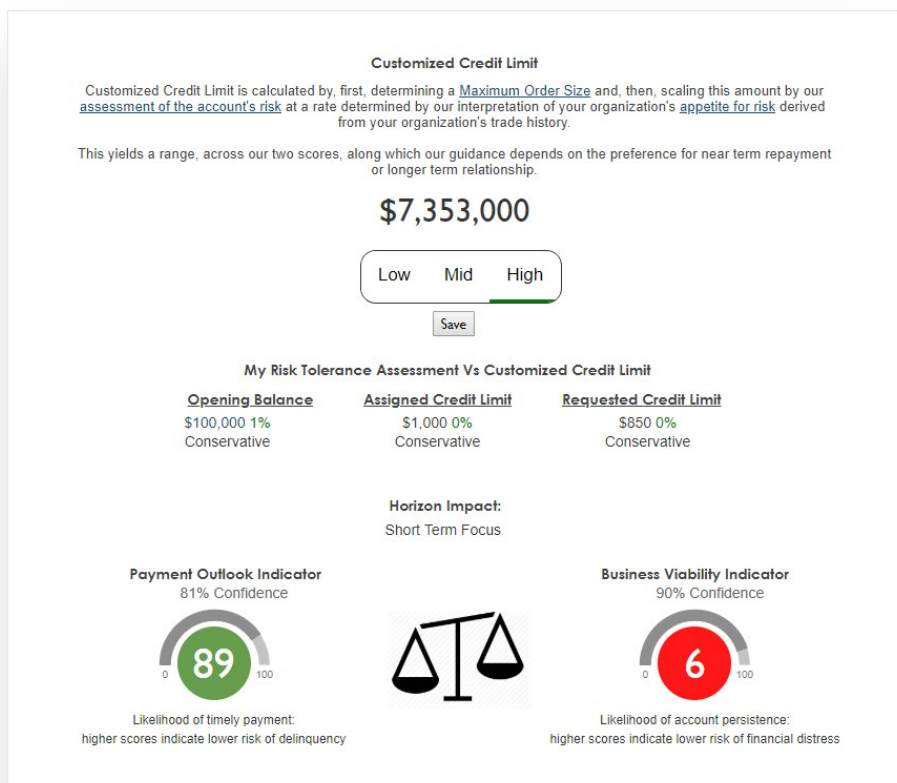 Customized Credit Limit
Customized Credit Limit is calculated by, first, determining a Maximum Order Size and, then, scaling this amount by our
assessment of the account's risk at a rate determined by our interpretation of your organization's appetite for risk derived
from your organization's trade history.
This yields a range, across our two scores, along which our guidance depends on the preference for near term repayment
or longer term relationship.
$7,353,000
Low Mid High
Save
My Risk Tolerance Assessment Vs Customized Credit Limit
Opening Balance Assigned Credit Limit Requested Credit Limit
$100,000 1% $1,000 0% $850 0%
Conservative Conservative Conservative
Horizon Impact:
Short Term Focus
Payment Outlook Indicator Business Viability Indicator
81% Confidence 90% Confidence
89 6
0 100 0 100
Likelihood of timely payment: Likelihood of account persistence:
higher scores indicate lower risk of delinquency higher scores indicate lower risk of financial distress